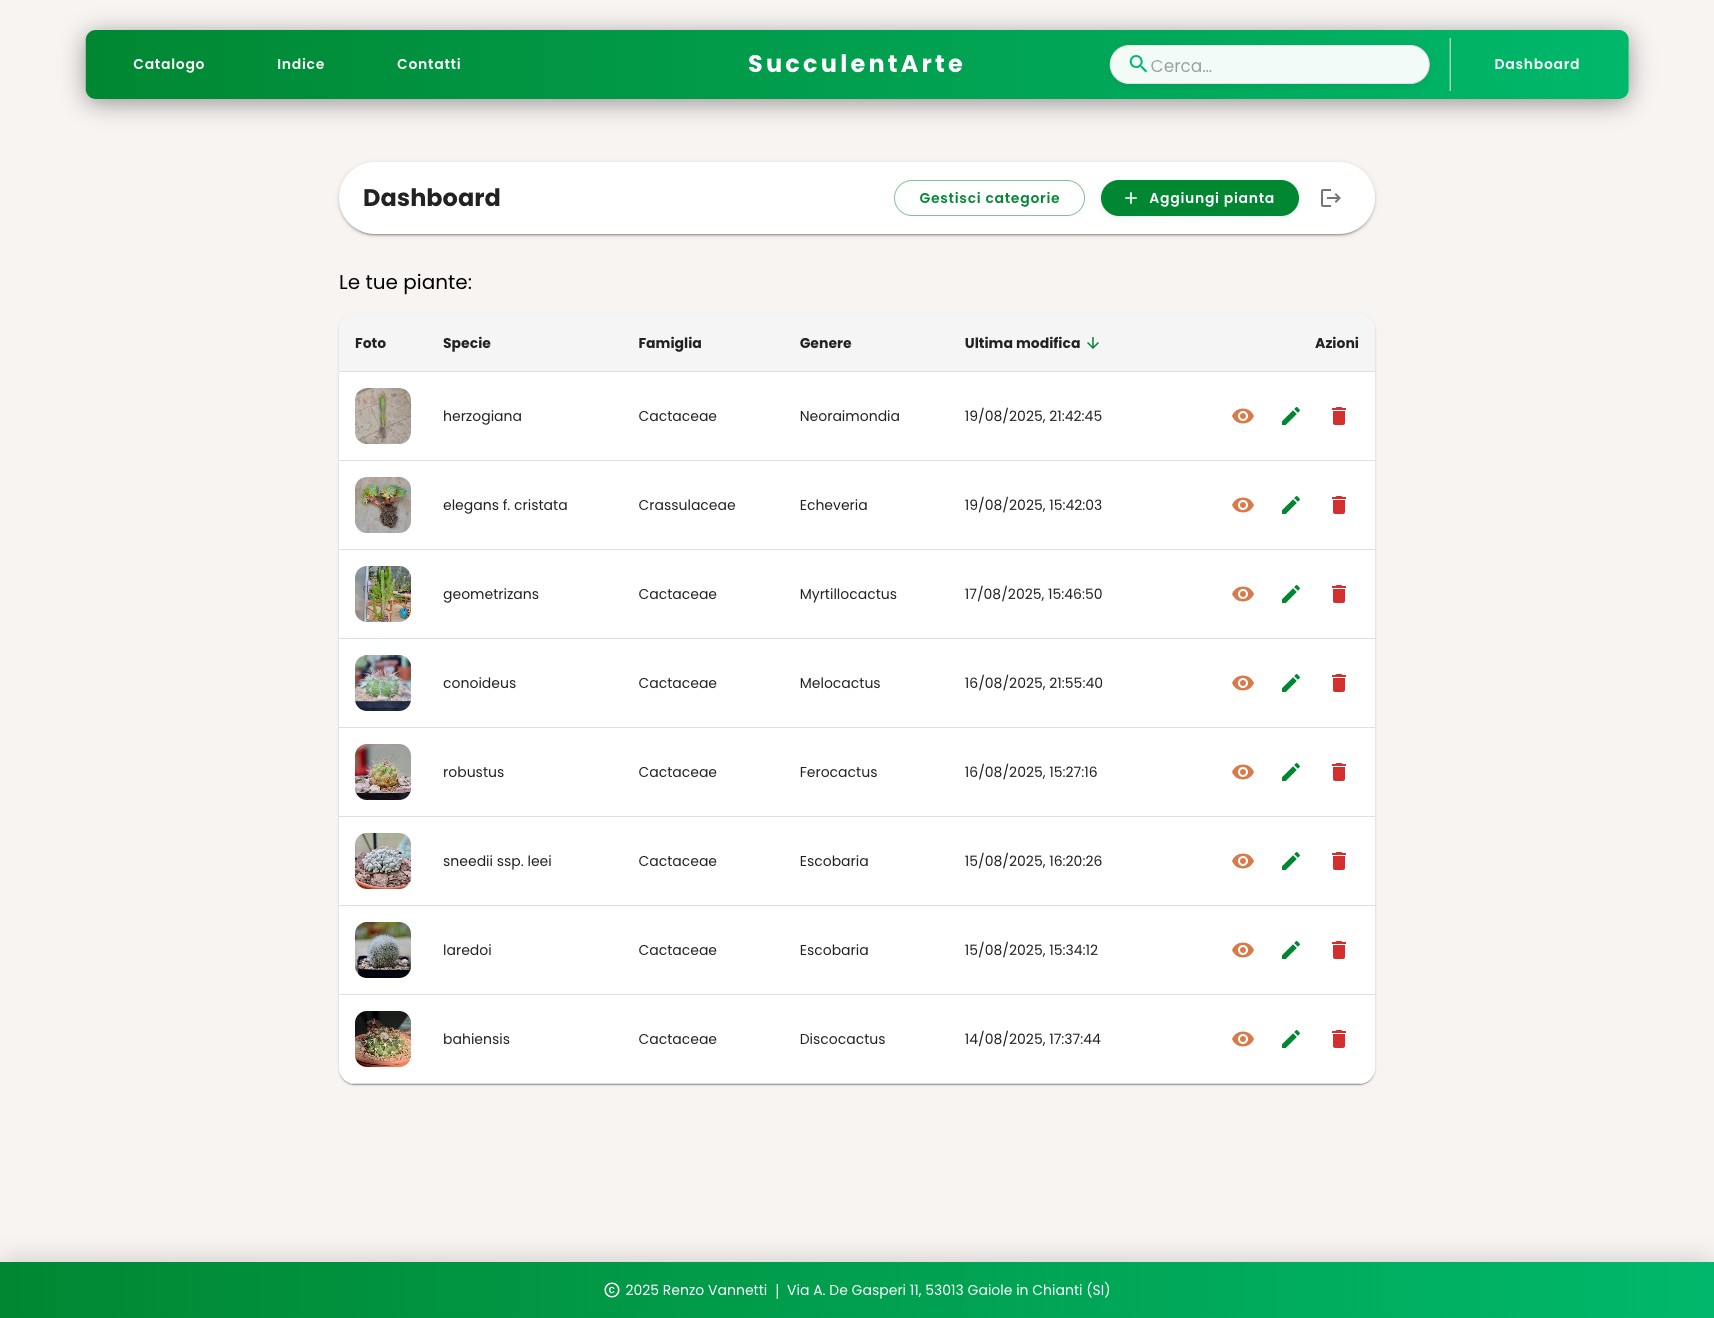 Catalogo Indice Contatti SucculentArte Cerca... Dashboard
Dashboard Gestisci categorie + Aggiungi pianta
Le tue piante:
Foto Specie Famiglia Genere Ultima modifica ↓ Azioni
herzogiana Cactaceae Neoraimondia 19/08/2025, 21:42:45
elegans f. cristata Crassulaceae Echeveria 19/08/2025, 15:42:03
geometrizans Cactaceae Myrtillocactus 17/08/2025, 15:46:50
conoideus Cactaceae Melocactus 16/08/2025, 21:55:40
robustus Cactaceae Ferocactus 16/08/2025, 15:27:16
sneedii ssp. leei Cactaceae Escobaria 15/08/2025, 16:20:26
laredoi Cactaceae Escobaria 15/08/2025, 15:34:12
bahiensis Cactaceae Discocactus 14/08/2025, 17:37:44
© 2025 Renzo Vannetti | Via A. De Gasperi 11, 53013 Gaiole in Chianti (SI)